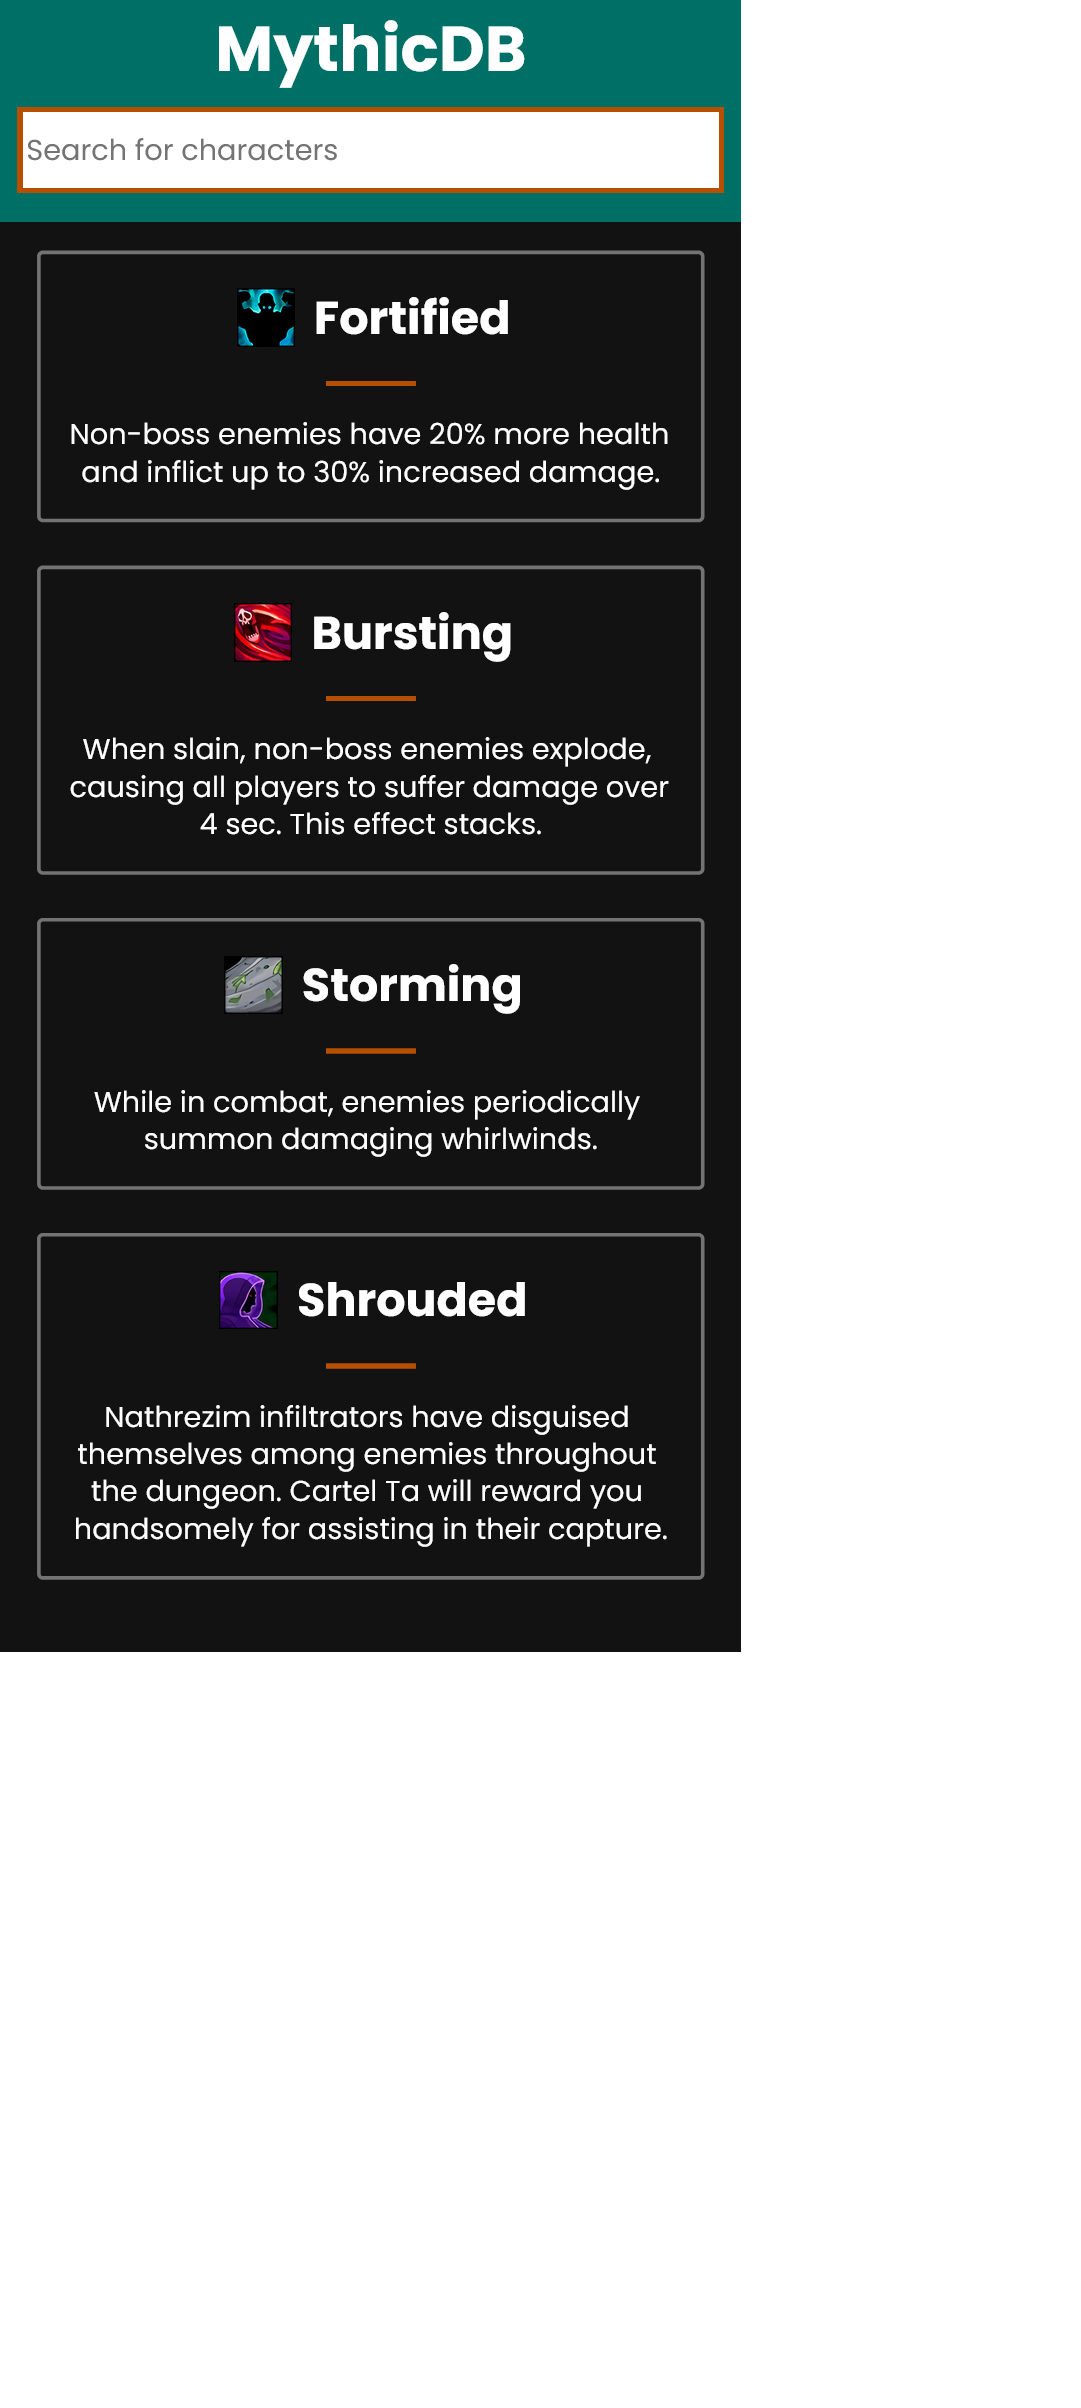 MythicDB
Search for characters
Fortified
Non-boss enemies have 20% more health
and inflict up to 30% increased damage.
Bursting
When slain, non-boss enemies explode,
causing all players to suffer damage over
4 sec. This effect stacks.
Storming
While in combat, enemies periodically
summon damaging whirlwinds.
Shrouded
Nathrezim infiltrators have disguised
themselves among enemies throughout
the dungeon. Cartel Ta will reward you
handsomely for assisting in their capture.